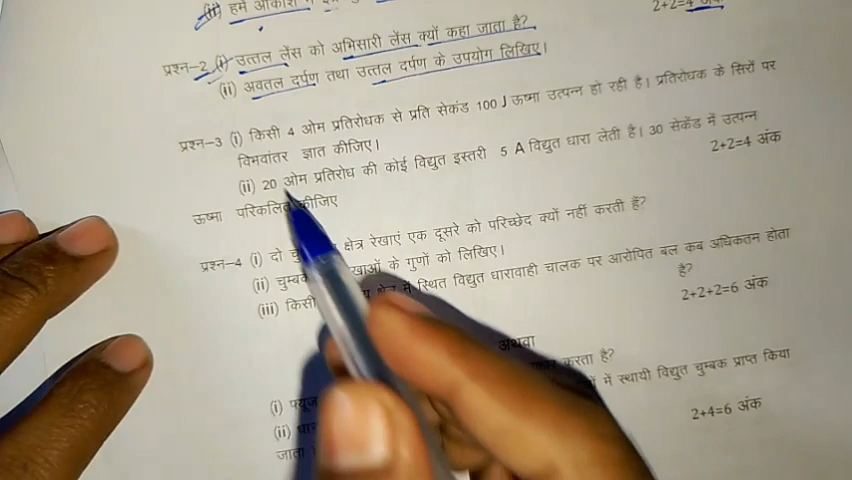 (ii) हमें आकाश
2+2=4 अंक
प्रश्न–2 (i) उत्तल लेंस को अभिसारी लेंस क्यों कहा जाता है?
(ii) अवतल दर्पण तथा उत्तल दर्पण के उपयोग लिखिए।
प्रश्न–3 (i) किसी 4 ओम प्रतिरोधक से प्रति सेकंड 100 J ऊष्मा उत्पन्न हो रही है। प्रतिरोधक के सिरों पर
विभवांतर ज्ञात कीजिए।
(ii) 20 ओम प्रतिरोध की कोई विद्युत इस्तरी 5 A विद्युत धारा लेती है। 30 सेकेंड में उत्पन्न
ऊष्मा परिकलित कीजिए
2+2=4 अंक
प्रश्न–4 (i) दो क्षेत्र रेखाएं एक दूसरे को परिच्छेद क्यों नहीं करती है?
(ii) के गुणों को लिखिए।
(iii) किसी में स्थित विद्युत धारावाही चालक पर आरोपित बल कब अधिकतम होता
है?
2+2+2=6 अंक
अथवा
(i) करता है?
(ii) में स्थायी विद्युत चुम्बक प्राप्त किया
जाता
2+4=6 अंक